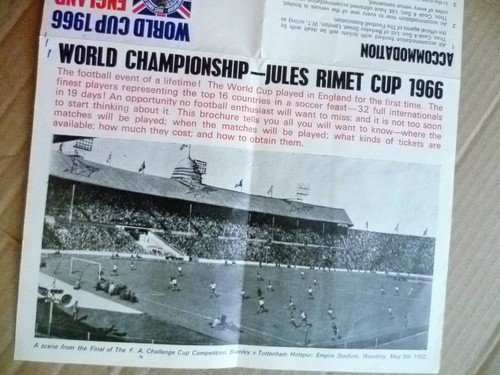 WORLD CHAMPIONSHIP—JULES RIMET CUP 1966
The football event of a lifetime! The World Cup played in England for the first time. The
finest players representing the top 16 countries in a soccer feast—32 full internationals
in 19 days! An opportunity no football enthusiast will want to miss; and it is not too soon
to start thinking about it. This brochure tells you all you will want to know—where the
matches will be played; when the matches will be played; what kinds of tickets are
available; how much they cost; and how to obtain them.
A scene from the Final of The F. A. Challenge Cup Competition, Burnley v Tottenham Hotspur, Empire Stadium, Wembley, May 5th 1962.
WORLD CUP 1966
ENGLAND
ACCOMMODATION